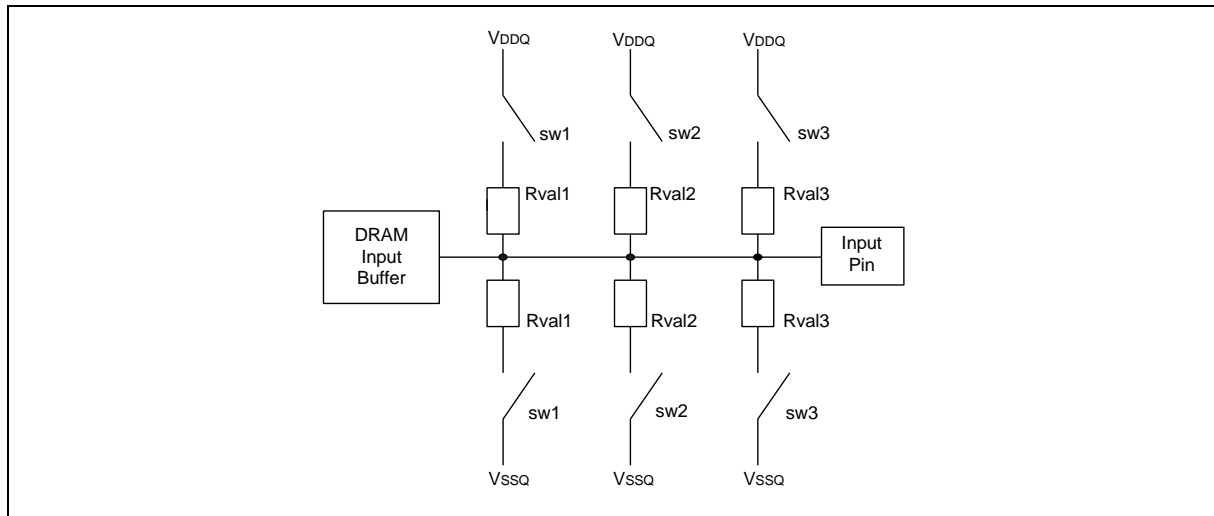 VDDQ VDDQ VDDQ
sw1 sw2 sw3
Rval1 Rval2 Rval3
DRAM
Input
Buffer
Input
Pin
Rval1 Rval2 Rval3
sw1 sw2 sw3
VSSQ VSSQ VSSQ